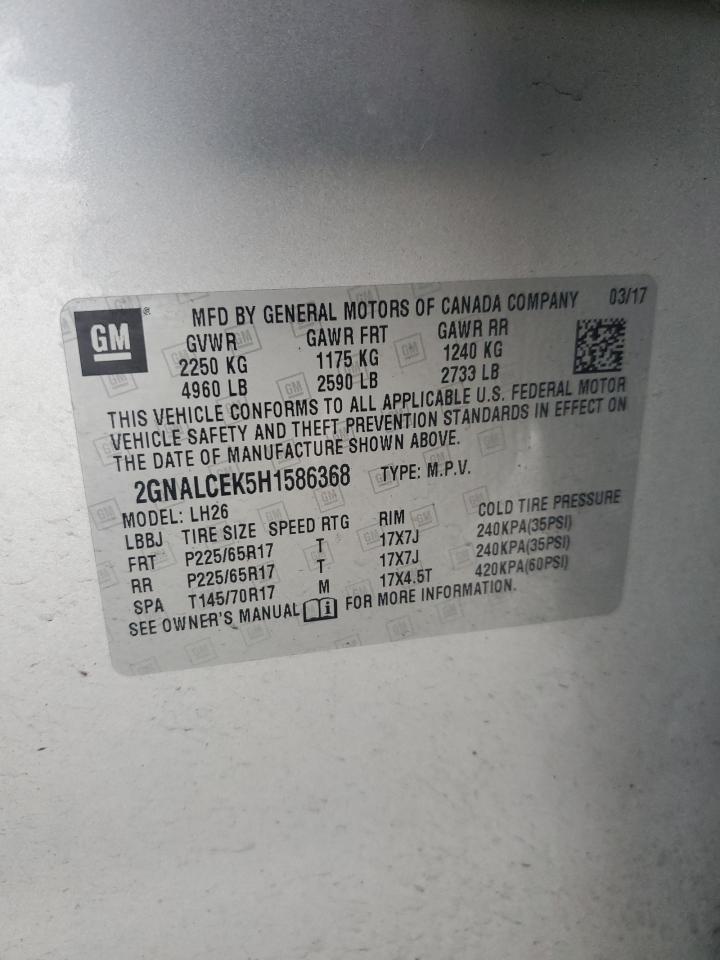 GM ®
MFD BY GENERAL MOTORS OF CANADA COMPANY 03/17
GVWR GAWR FRT GAWR RR
2250 KG 1175 KG 1240 KG
4960 LB 2590 LB 2733 LB
THIS VEHICLE CONFORMS TO ALL APPLICABLE U.S. FEDERAL MOTOR
VEHICLE SAFETY AND THEFT PREVENTION STANDARDS IN EFFECT ON
THE DATE OF MANUFACTURE SHOWN ABOVE.
2GNALCEK5H1586368 TYPE: M.P.V.
MODEL: LH26
LBBJ TIRE SIZE SPEED RTG RIM COLD TIRE PRESSURE
FRT P225/65R17 T 17X7J 240KPA(35PSI)
RR P225/65R17 T 17X7J 240KPA(35PSI)
SPA T145/70R17 M 17X4.5T 420KPA(60PSI)
SEE OWNER'S MANUAL FOR MORE INFORMATION.